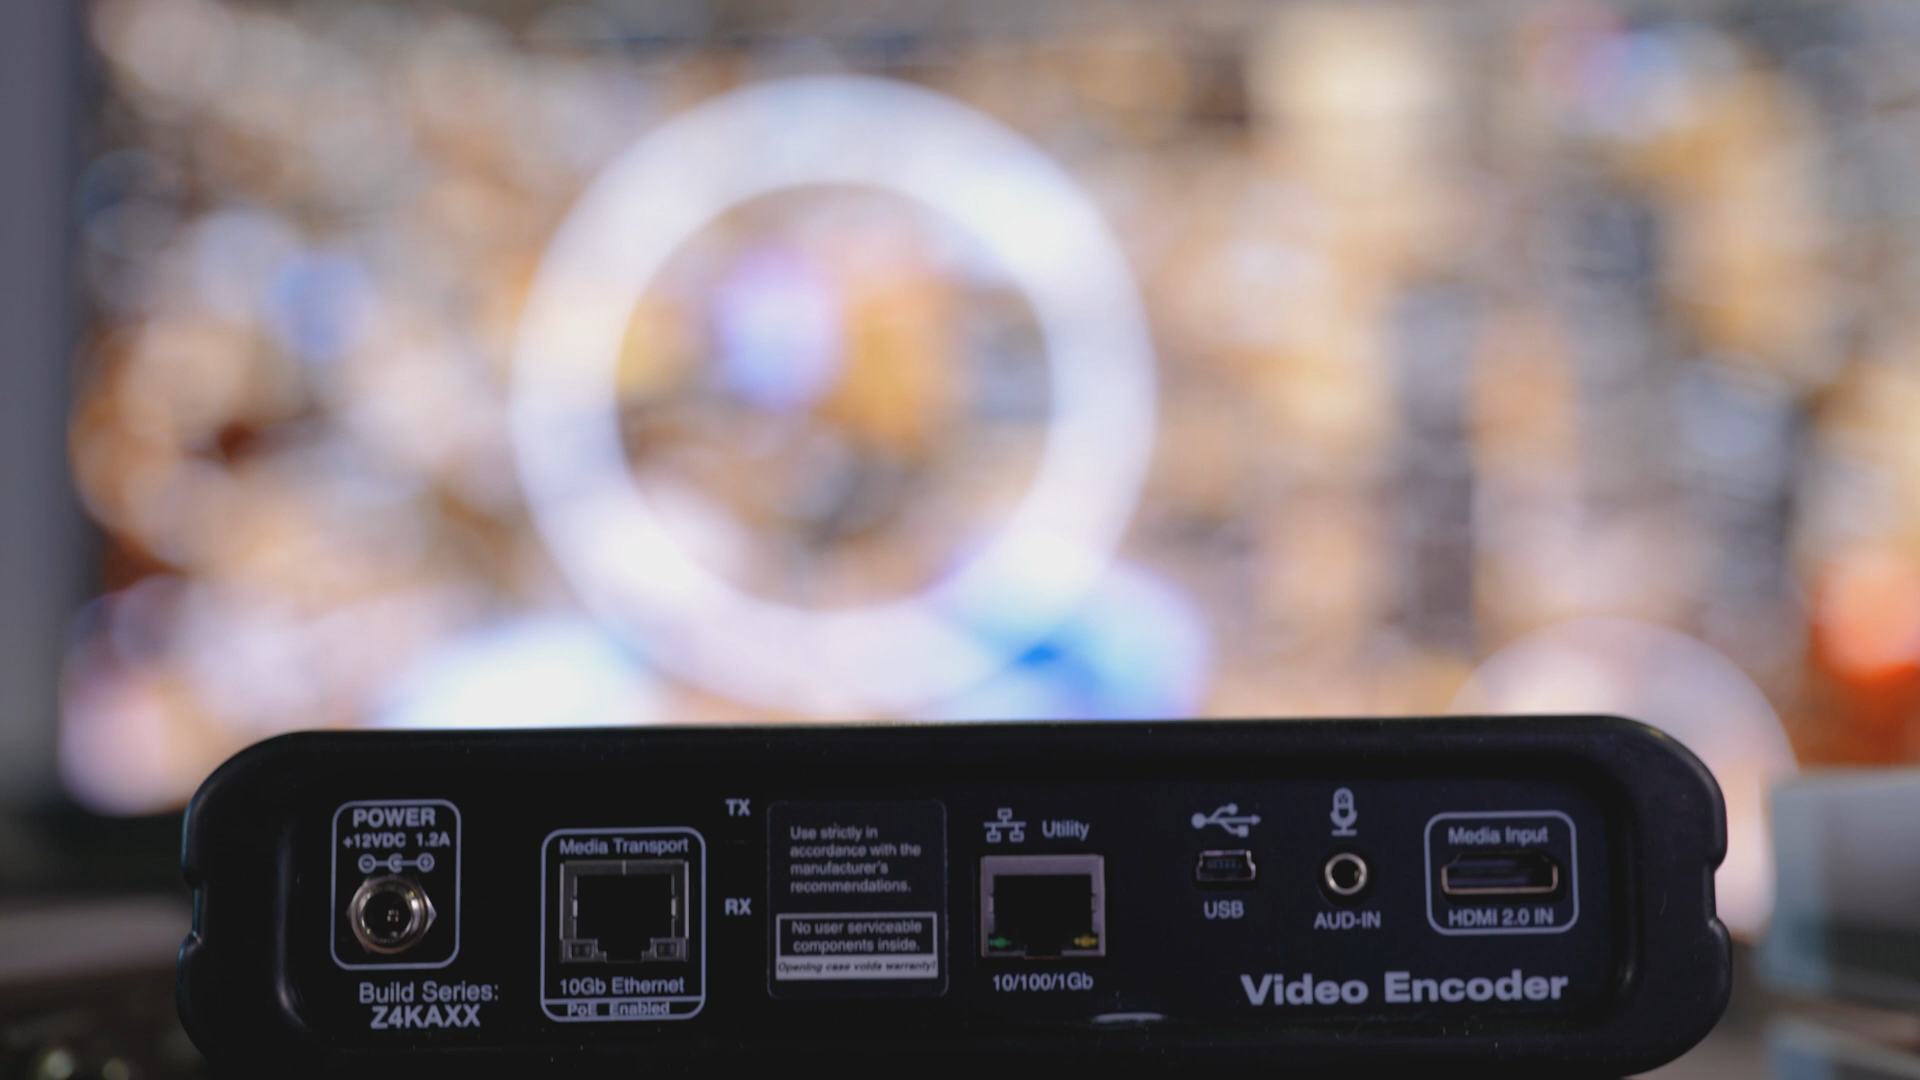 POWER
+12VDC 1.2A
Build Series:
Z4KAXX
Media Transport
10Gb Ethernet
PoE Enabled
TX
RX
Use strictly in
accordance with the
manufacturer's
recommendations.
No user serviceable
components inside.
Opening case voids warranty!
Utility
10/100/1Gb
USB
AUD-IN
Media Input
HDMI 2.0 IN
Video Encoder